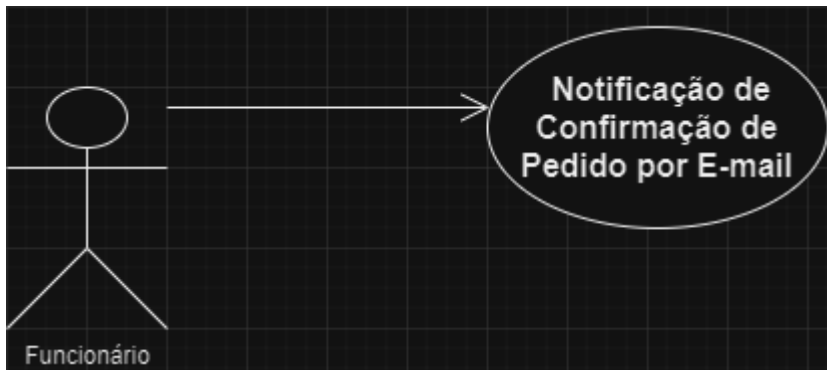 Notificação de
Confirmação de
Pedido por E-mail
Funcionário